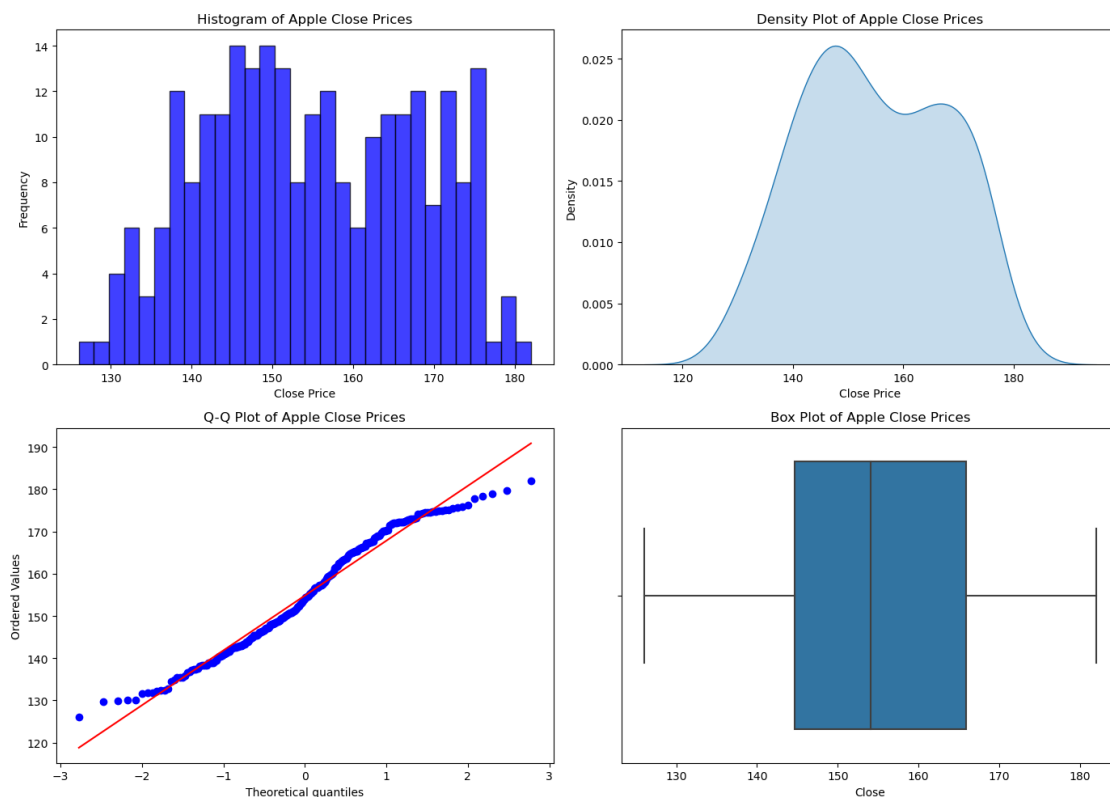 Histogram of Apple Close Prices
14
12
10
8
6
4
2
0
Frequency
130 140 150 160 170 180
Close Price
Density Plot of Apple Close Prices
0.025
0.020
0.015
0.010
0.005
0.000
Density
120 140 160 180
Close Price
Q-Q Plot of Apple Close Prices
190
180
170
160
150
140
130
120
Ordered Values
−3 −2 −1 0 1 2 3
Theoretical quantiles
Box Plot of Apple Close Prices
130 140 150 160 170 180
Close